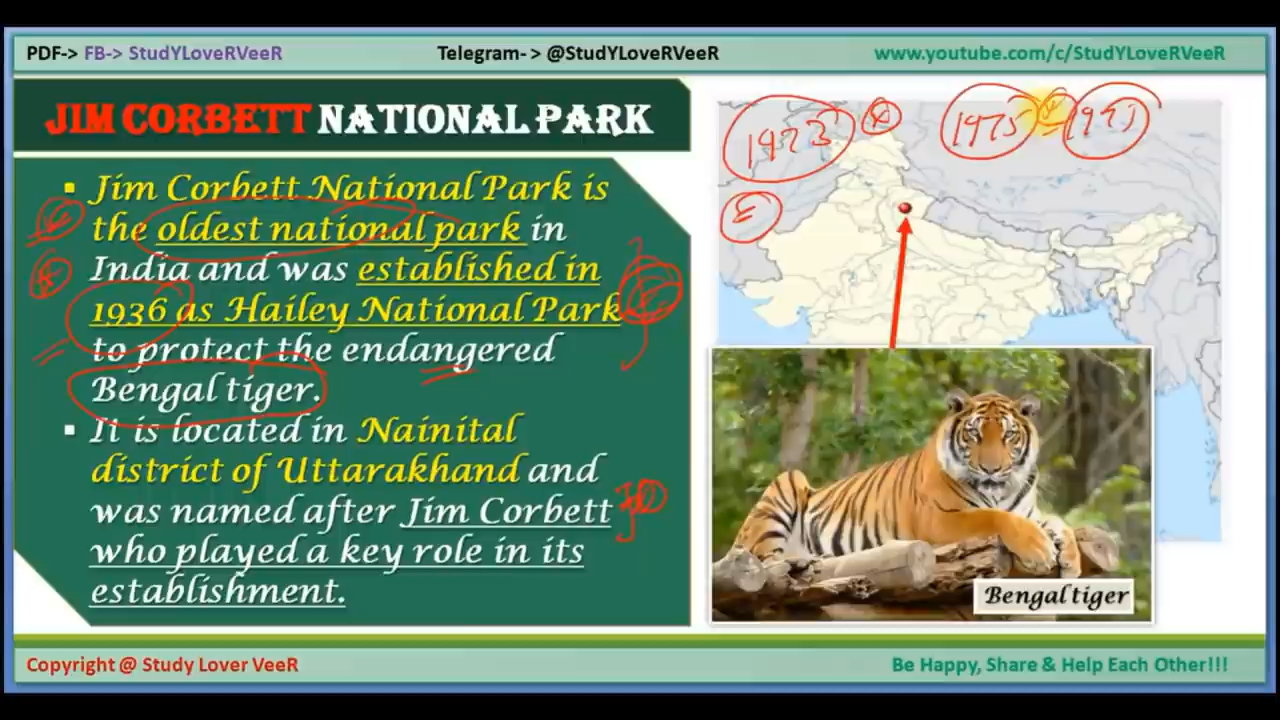 PDF-> FB-> StudYLoveRVeeR
Telegram- > @StudYLoveRVeeR
www.youtube.com/c/StudYLoveRVeeR
JIM CORBETT NATIONAL PARK
▪ Jim Corbett National Park is
the oldest national park in
India and was established in
1936 as Hailey National Park
to protect the endangered
Bengal tiger.
▪ It is located in Nainital
district of Uttarakhand and
was named after Jim Corbett
who played a key role in its
establishment.
1973
1975
Bengal tiger
Copyright @ Study Lover VeeR
Be Happy, Share & Help Each Other!!!